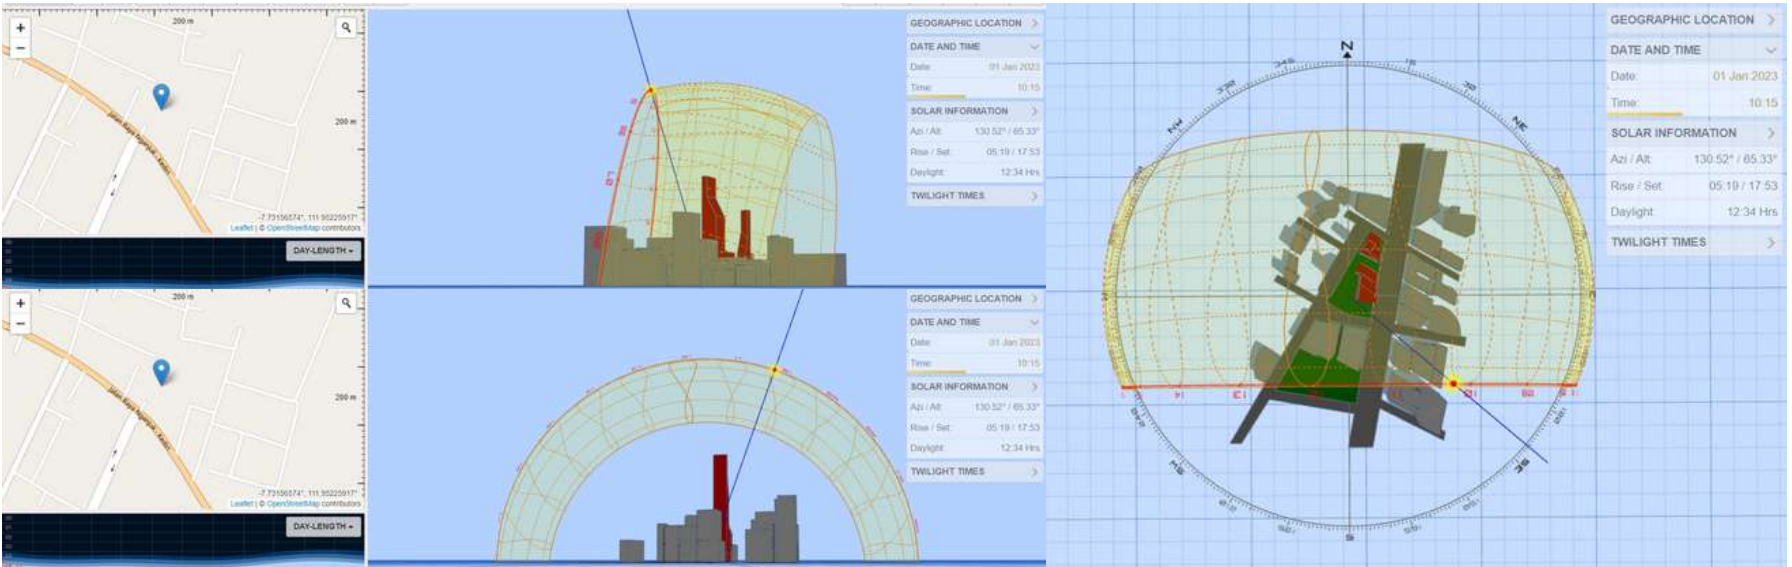 200 m
+
−
200 m
Jalan Raya Nganjuk - Kediri
-7.73156574°, 111.95225917°
Leaflet | © OpenStreetMap contributors
DAY-LENGTH
GEOGRAPHIC LOCATION
DATE AND TIME
Date: 01 Jan 2023
Time: 10:15
SOLAR INFORMATION
Azi / Alt: 130.52° / 65.33°
Rise / Set: 05:19 / 17:53
Daylight: 12:34 Hrs
TWILIGHT TIMES
200 m
+
−
200 m
Jalan Raya Nganjuk - Kediri
-7.73156574°, 111.95225917°
Leaflet | © OpenStreetMap contributors
DAY-LENGTH
GEOGRAPHIC LOCATION
DATE AND TIME
Date: 01 Jan 2023
Time: 10:15
SOLAR INFORMATION
Azi / Alt: 130.52° / 65.33°
Rise / Set: 05:19 / 17:53
Daylight: 12:34 Hrs
TWILIGHT TIMES
N
NW
NE
SW
SE
S
14
13
GEOGRAPHIC LOCATION
DATE AND TIME
Date: 01 Jan 2023
Time: 10:15
SOLAR INFORMATION
Azi / Alt: 130.52° / 65.33°
Rise / Set: 05:19 / 17:53
Daylight: 12:34 Hrs
TWILIGHT TIMES